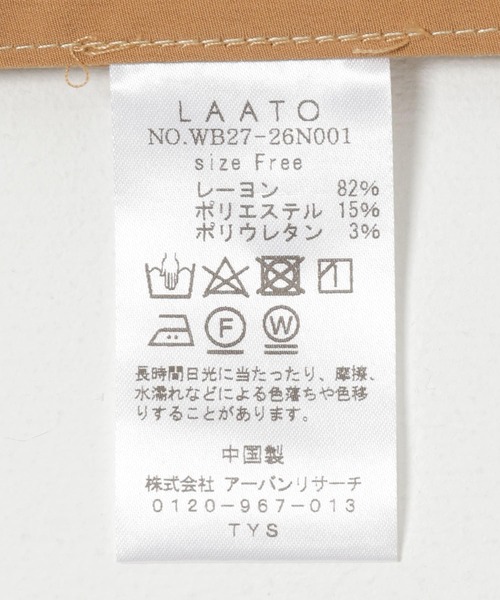 LAATO
NO.WB27-26N001
size Free
レーヨン 82%
ポリエステル 15%
ポリウレタン 3%
F W
長時間日光に当たったり、摩擦、
水濡れなどによる色落ちや色移
りすることがあります。
中国製
株式会社 アーバンリサーチ
0120-967-013
TYS